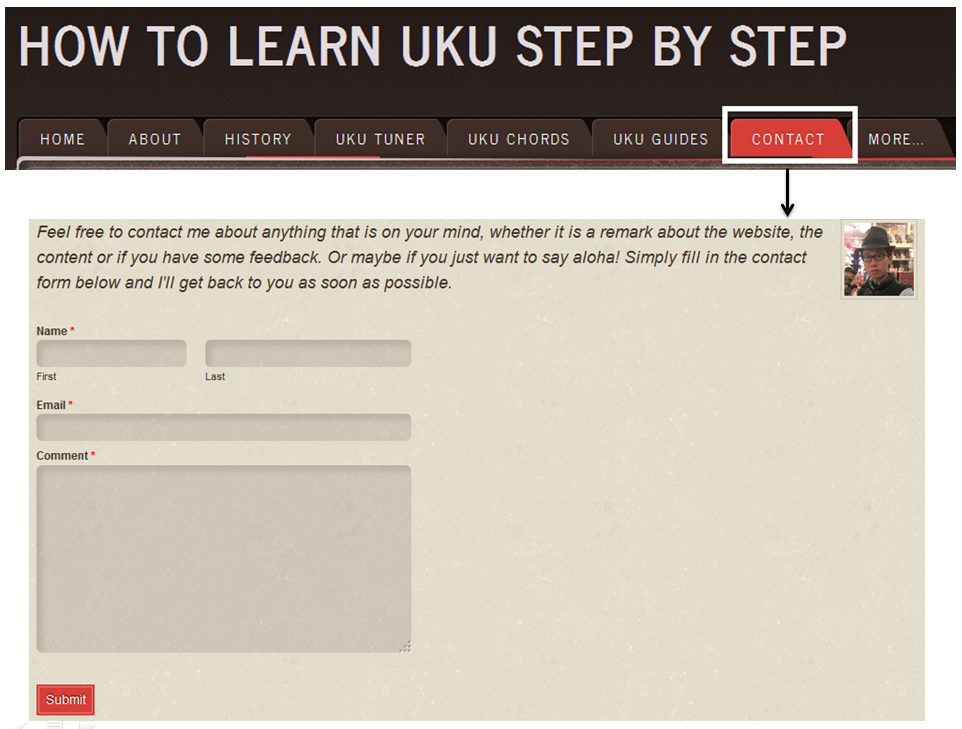 HOW TO LEARN UKU STEP BY STEP
HOME ABOUT HISTORY UKU TUNER UKU CHORDS UKU GUIDES CONTACT MORE...
Feel free to contact me about anything that is on your mind, whether it is a remark about the website, the
content or if you have some feedback. Or maybe if you just want to say aloha! Simply fill in the contact
form below and I'll get back to you as soon as possible.
Name *
First Last
Email *
Comment *
Submit